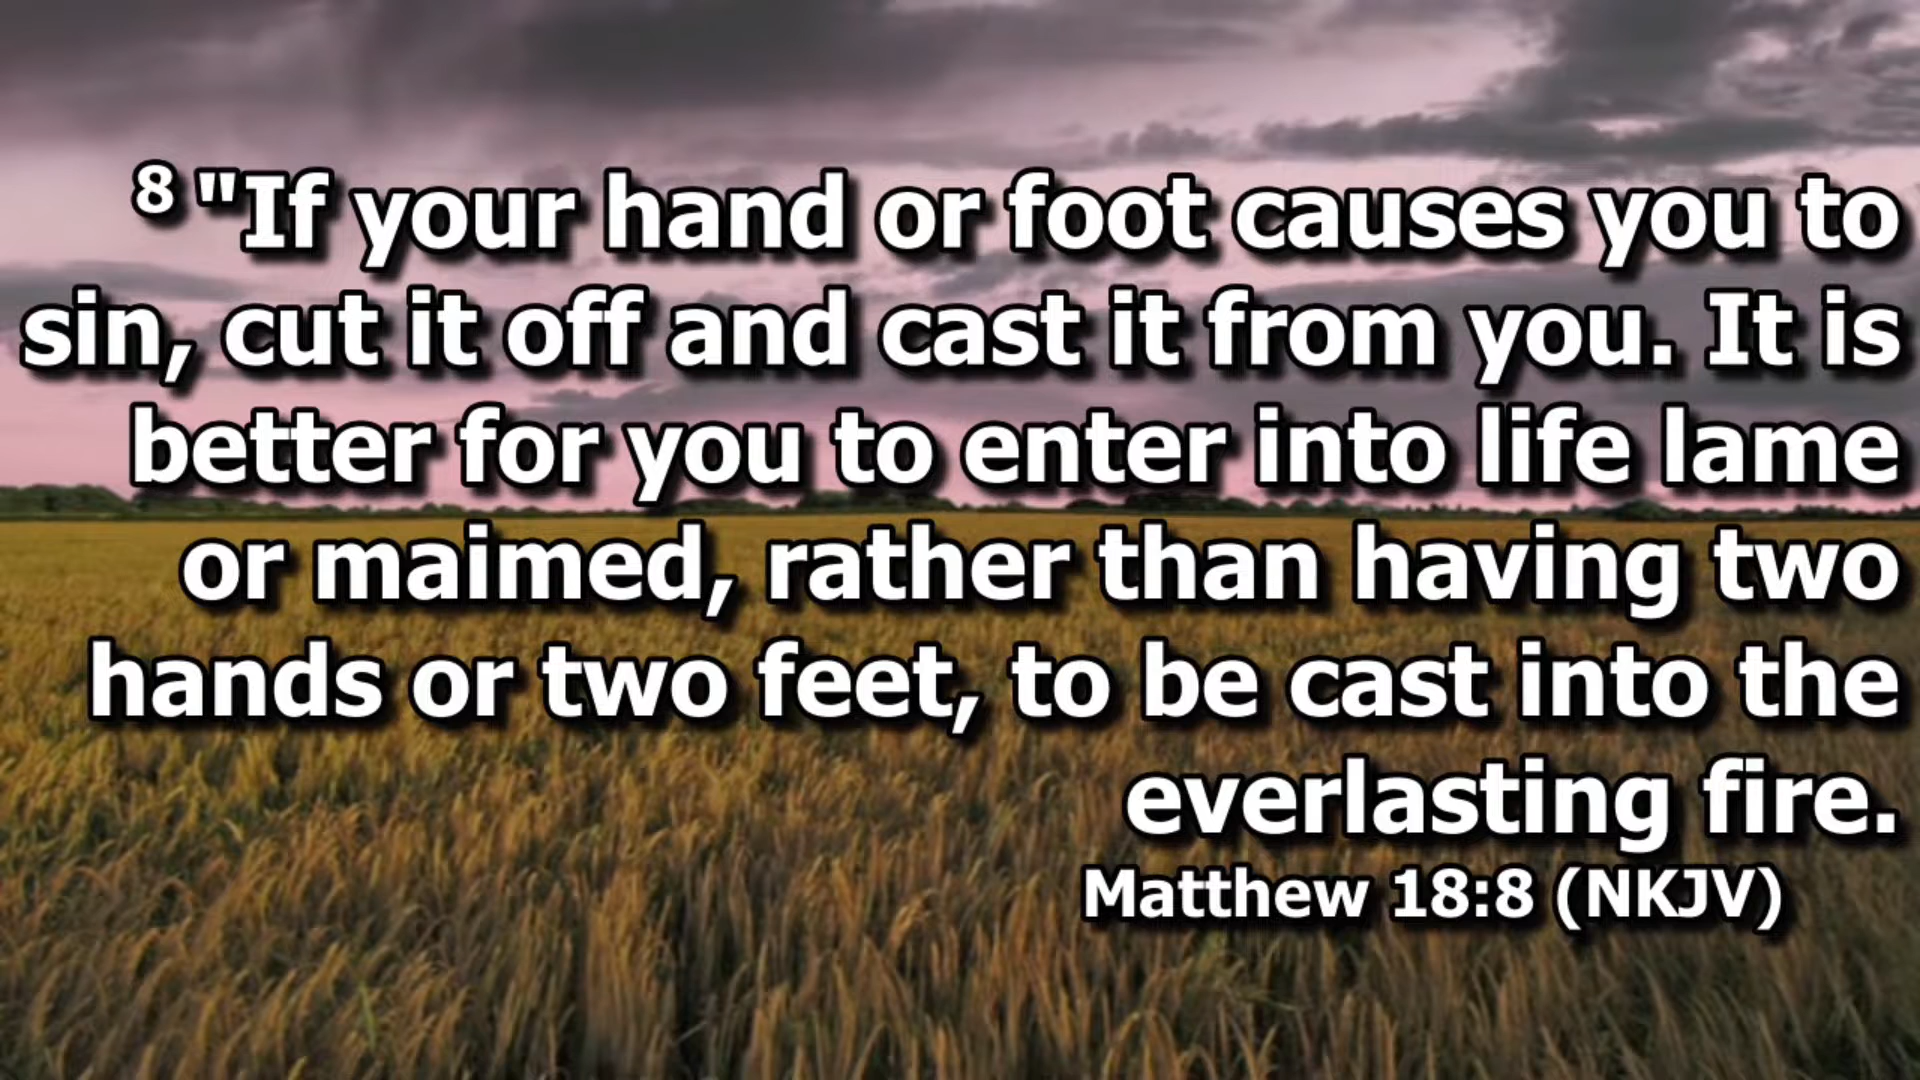 8 "If your hand or foot causes you to
sin, cut it off and cast it from you. It is
better for you to enter into life lame
or maimed, rather than having two
hands or two feet, to be cast into the
everlasting fire.
Matthew 18:8 (NKJV)